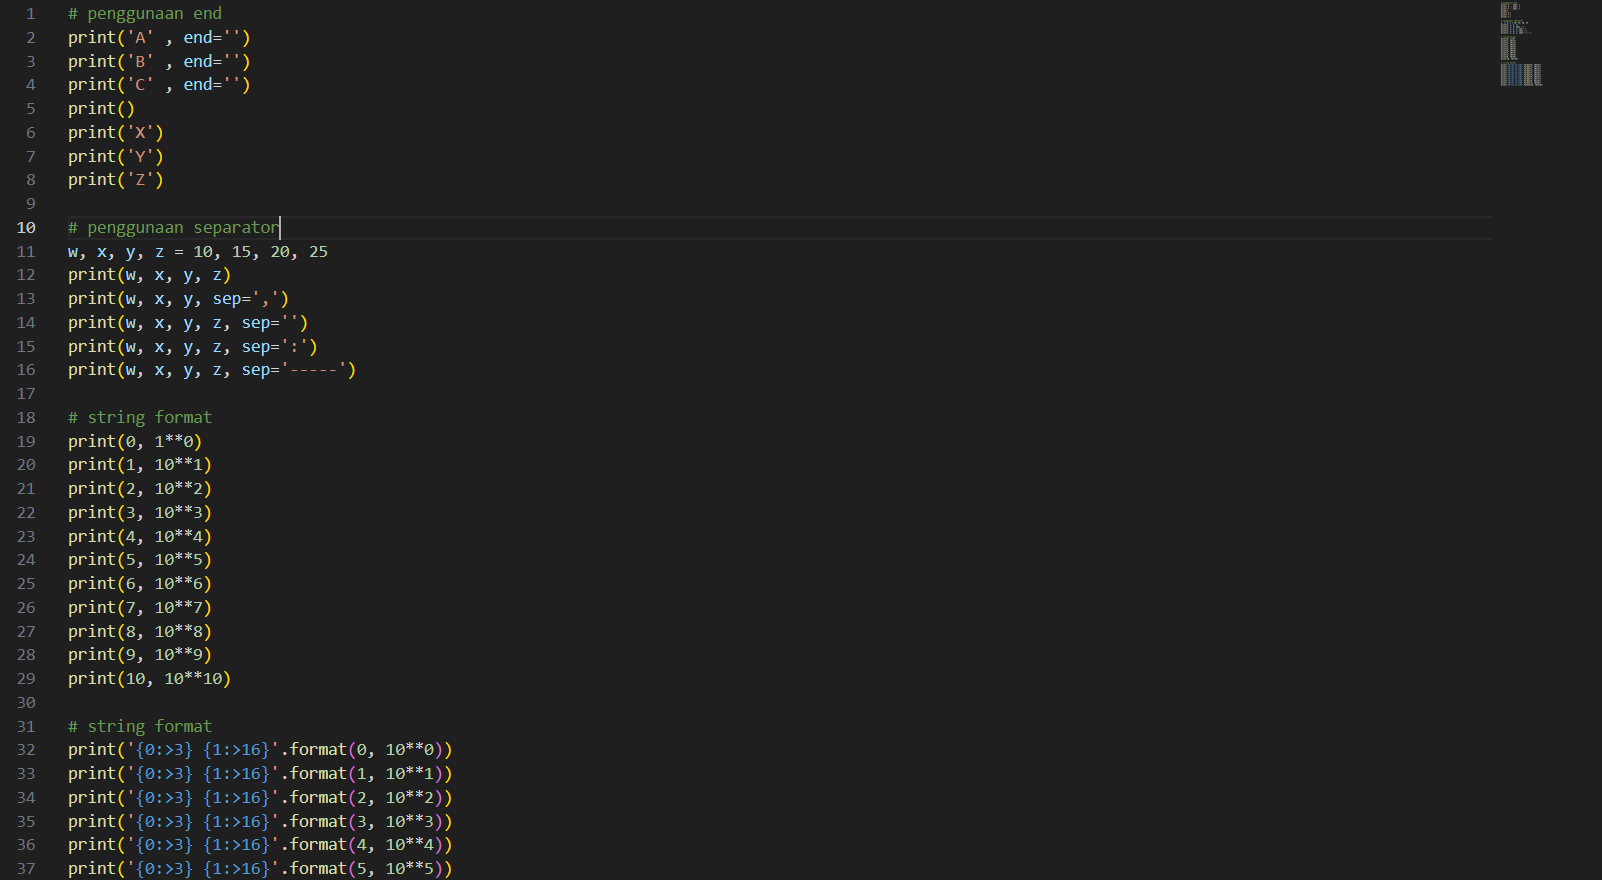 1 # penggunaan end
2 print('A' , end='')
3 print('B' , end='')
4 print('C' , end='')
5 print()
6 print('X')
7 print('Y')
8 print('Z')
9
10 # penggunaan separator
11 w, x, y, z = 10, 15, 20, 25
12 print(w, x, y, z)
13 print(w, x, y, sep=',')
14 print(w, x, y, z, sep='')
15 print(w, x, y, z, sep=':')
16 print(w, x, y, z, sep='-----')
17
18 # string format
19 print(0, 1**0)
20 print(1, 10**1)
21 print(2, 10**2)
22 print(3, 10**3)
23 print(4, 10**4)
24 print(5, 10**5)
25 print(6, 10**6)
26 print(7, 10**7)
27 print(8, 10**8)
28 print(9, 10**9)
29 print(10, 10**10)
30
31 # string format
32 print('{0:>3} {1:>16}'.format(0, 10**0))
33 print('{0:>3} {1:>16}'.format(1, 10**1))
34 print('{0:>3} {1:>16}'.format(2, 10**2))
35 print('{0:>3} {1:>16}'.format(3, 10**3))
36 print('{0:>3} {1:>16}'.format(4, 10**4))
37 print('{0:>3} {1:>16}'.format(5, 10**5))